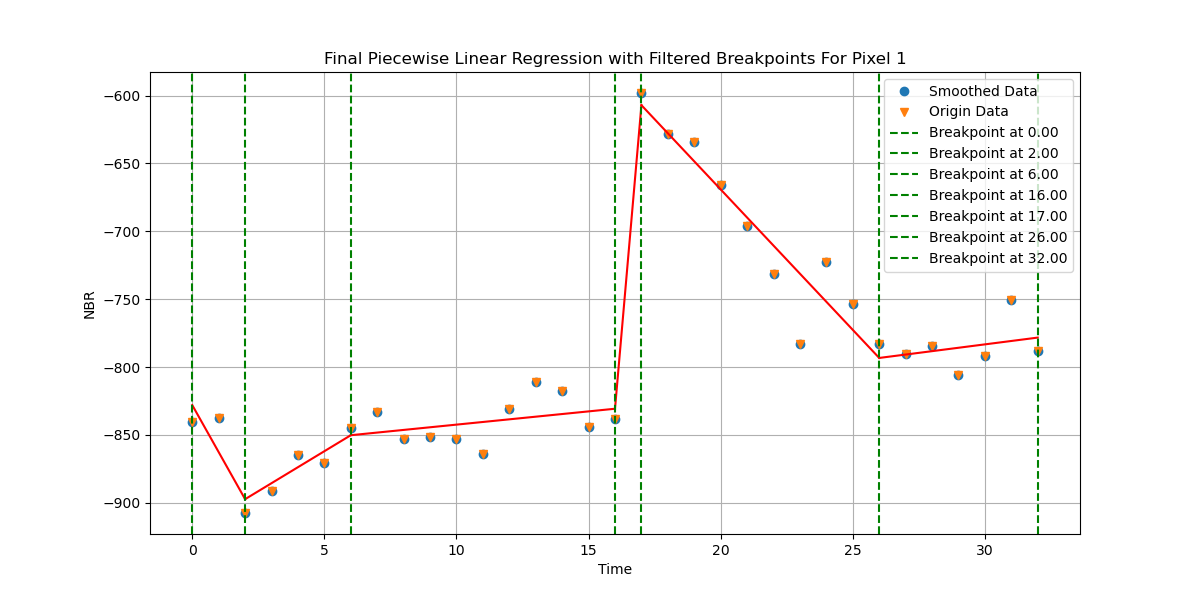 Final Piecewise Linear Regression with Filtered Breakpoints For Pixel 1
Smoothed Data
Origin Data
Breakpoint at 0.00
Breakpoint at 2.00
Breakpoint at 6.00
Breakpoint at 16.00
Breakpoint at 17.00
Breakpoint at 26.00
Breakpoint at 32.00
NBR
−600
−650
−700
−750
−800
−850
−900
0 5 10 15 20 25 30
Time